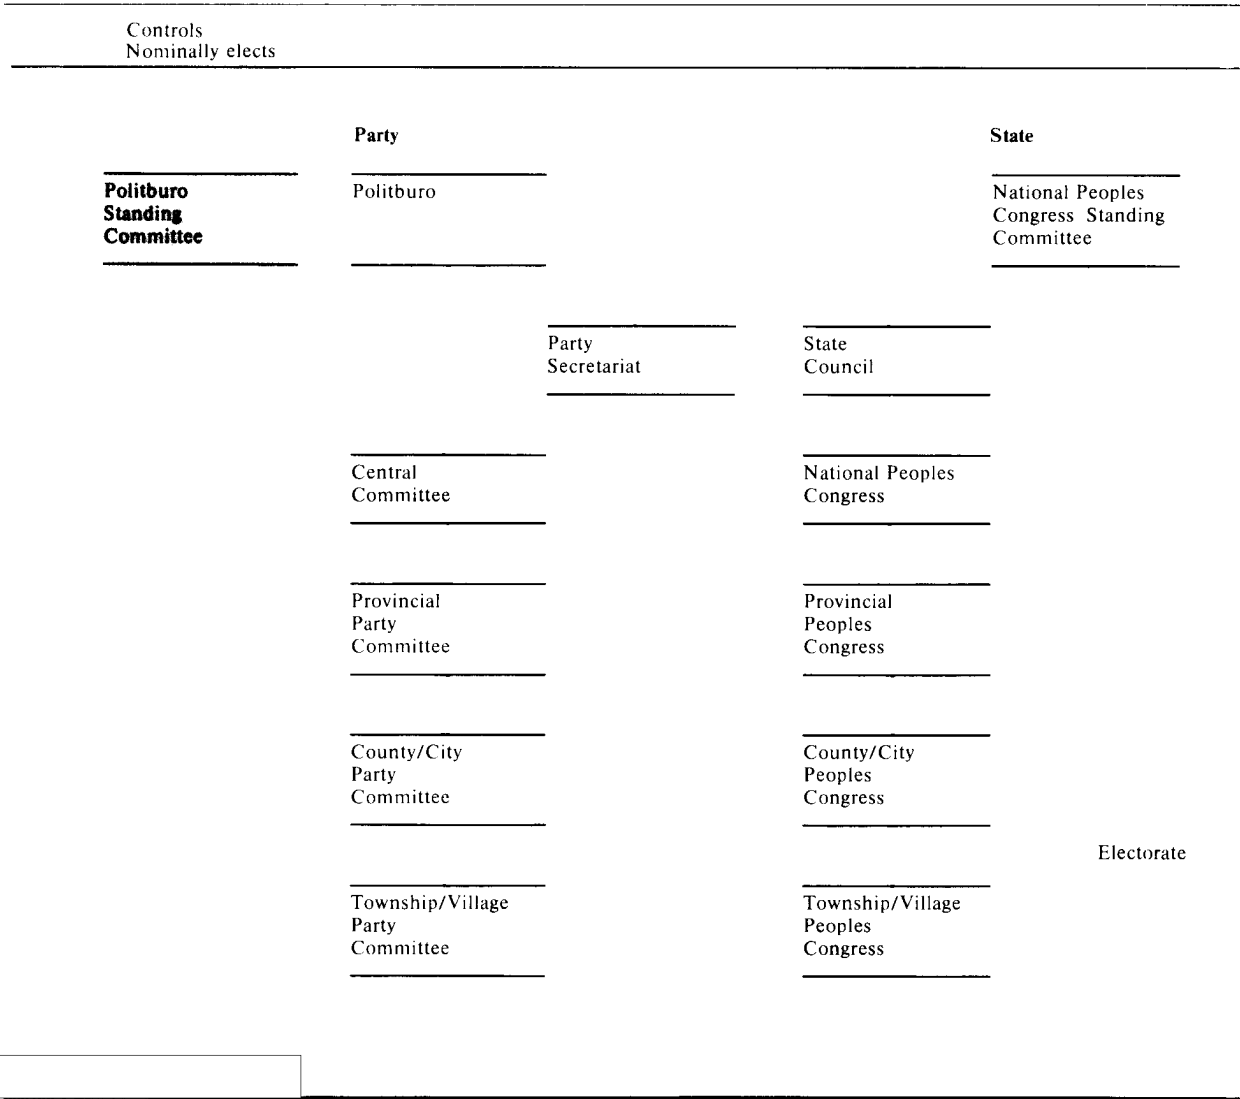 Controls
Nominally elects
Party
State
Politburo
Standing
Committee
Politburo
National Peoples
Congress Standing
Committee
Party
Secretariat
State
Council
Central
Committee
National Peoples
Congress
Provincial
Party
Committee
Provincial
Peoples
Congress
County/City
Party
Committee
County/City
Peoples
Congress
Electorate
Township/Village
Party
Committee
Township/Village
Peoples
Congress